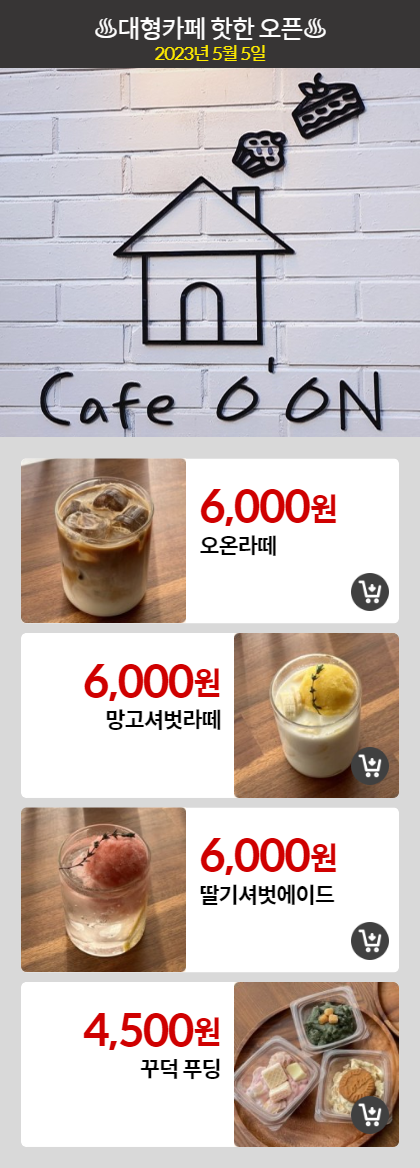 ♨대형카페 핫한 오픈♨
2023년 5월 5일
Cafe O'ON
6,000원
오온라떼
6,000원
망고셔벗라떼
6,000원
딸기셔벗에이드
4,500원
꾸덕 푸딩